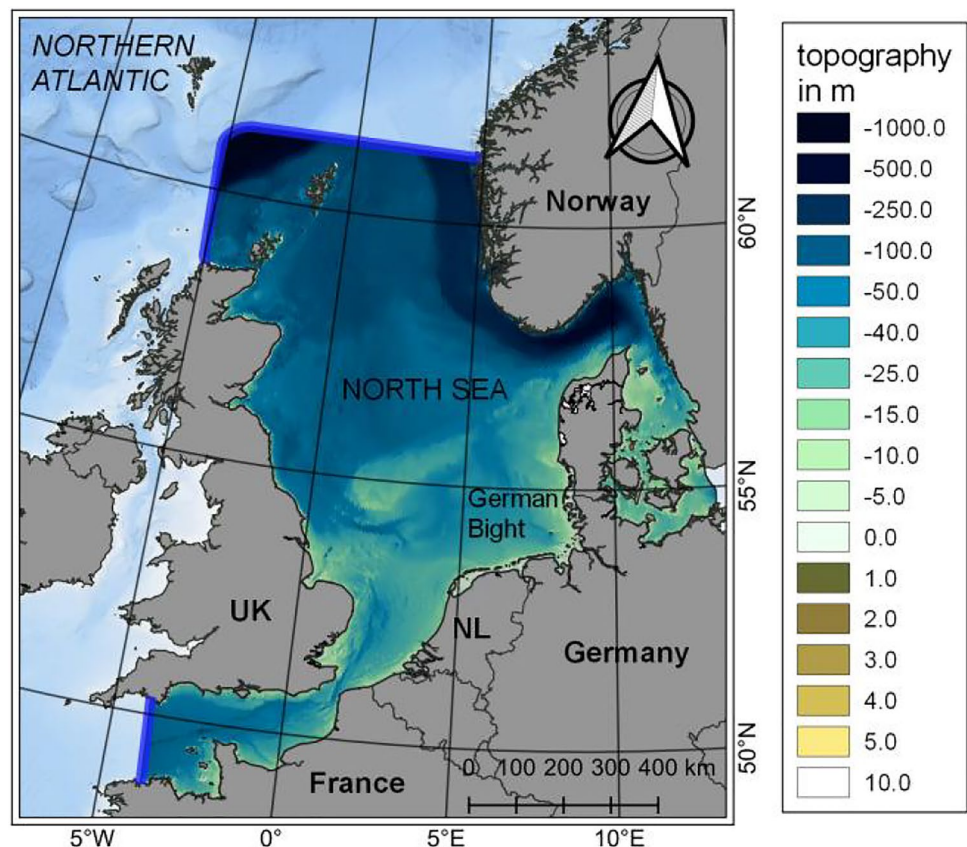 NORTHERN
ATLANTIC
Norway
NORTH SEA
German
Bight
UK
NL
Germany
France
0 100 200 300 400 km
5°W
0°
5°E
10°E
60°N
55°N
50°N
topography
in m
-1000.0
-500.0
-250.0
-100.0
-50.0
-40.0
-25.0
-15.0
-10.0
-5.0
0.0
1.0
2.0
3.0
4.0
5.0
10.0